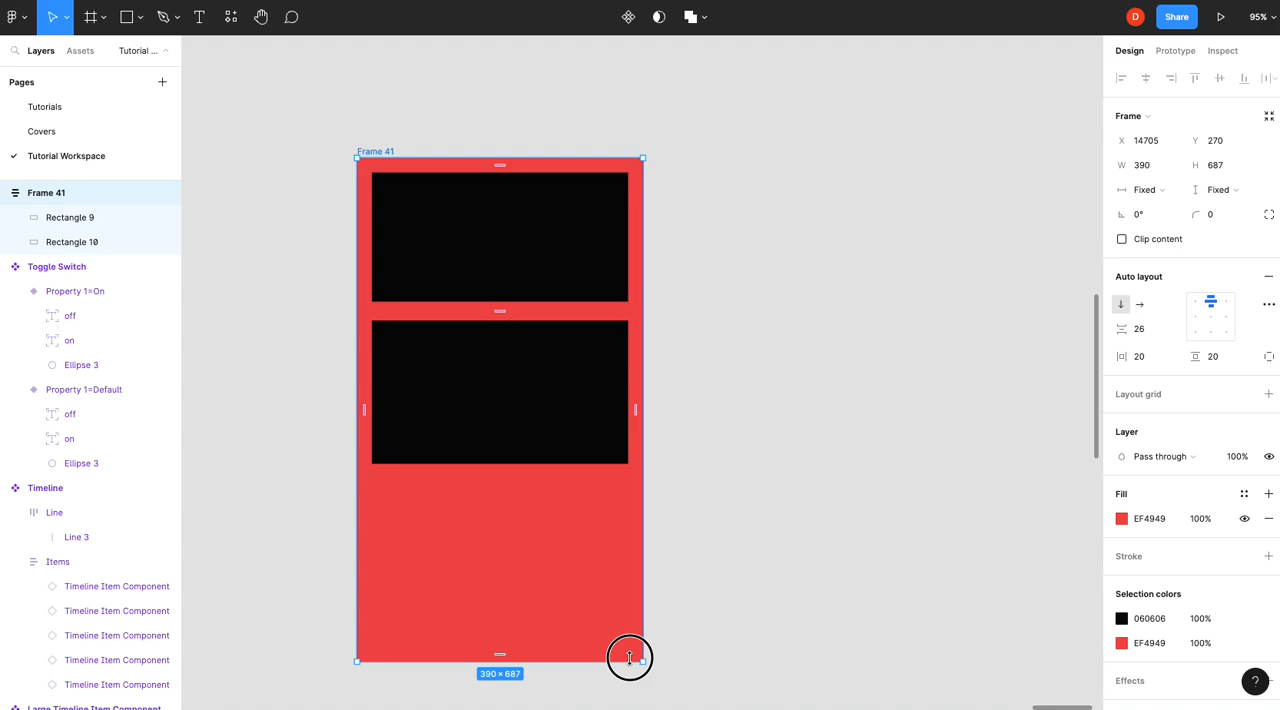 D
Share
95%
Layers
Assets
Tutorial ...
Pages
Tutorials
Covers
Tutorial Workspace
Frame 41
Rectangle 9
Rectangle 10
Toggle Switch
Property 1=On
off
on
Ellipse 3
Property 1=Default
off
on
Ellipse 3
Timeline
Line
Line 3
Items
Timeline Item Component
Timeline Item Component
Timeline Item Component
Timeline Item Component
Timeline Item Component
Large Timeline Item Component
Frame 41
390 × 687
Design
Prototype
Inspect
Frame
X 14705
Y 270
W 390
H 687
Fixed
Fixed
0°
0
Clip content
Auto layout
26
20
20
Layout grid
Layer
Pass through
100%
Fill
EF4949 100%
Stroke
Selection colors
060606 100%
EF4949 100%
Effects
?